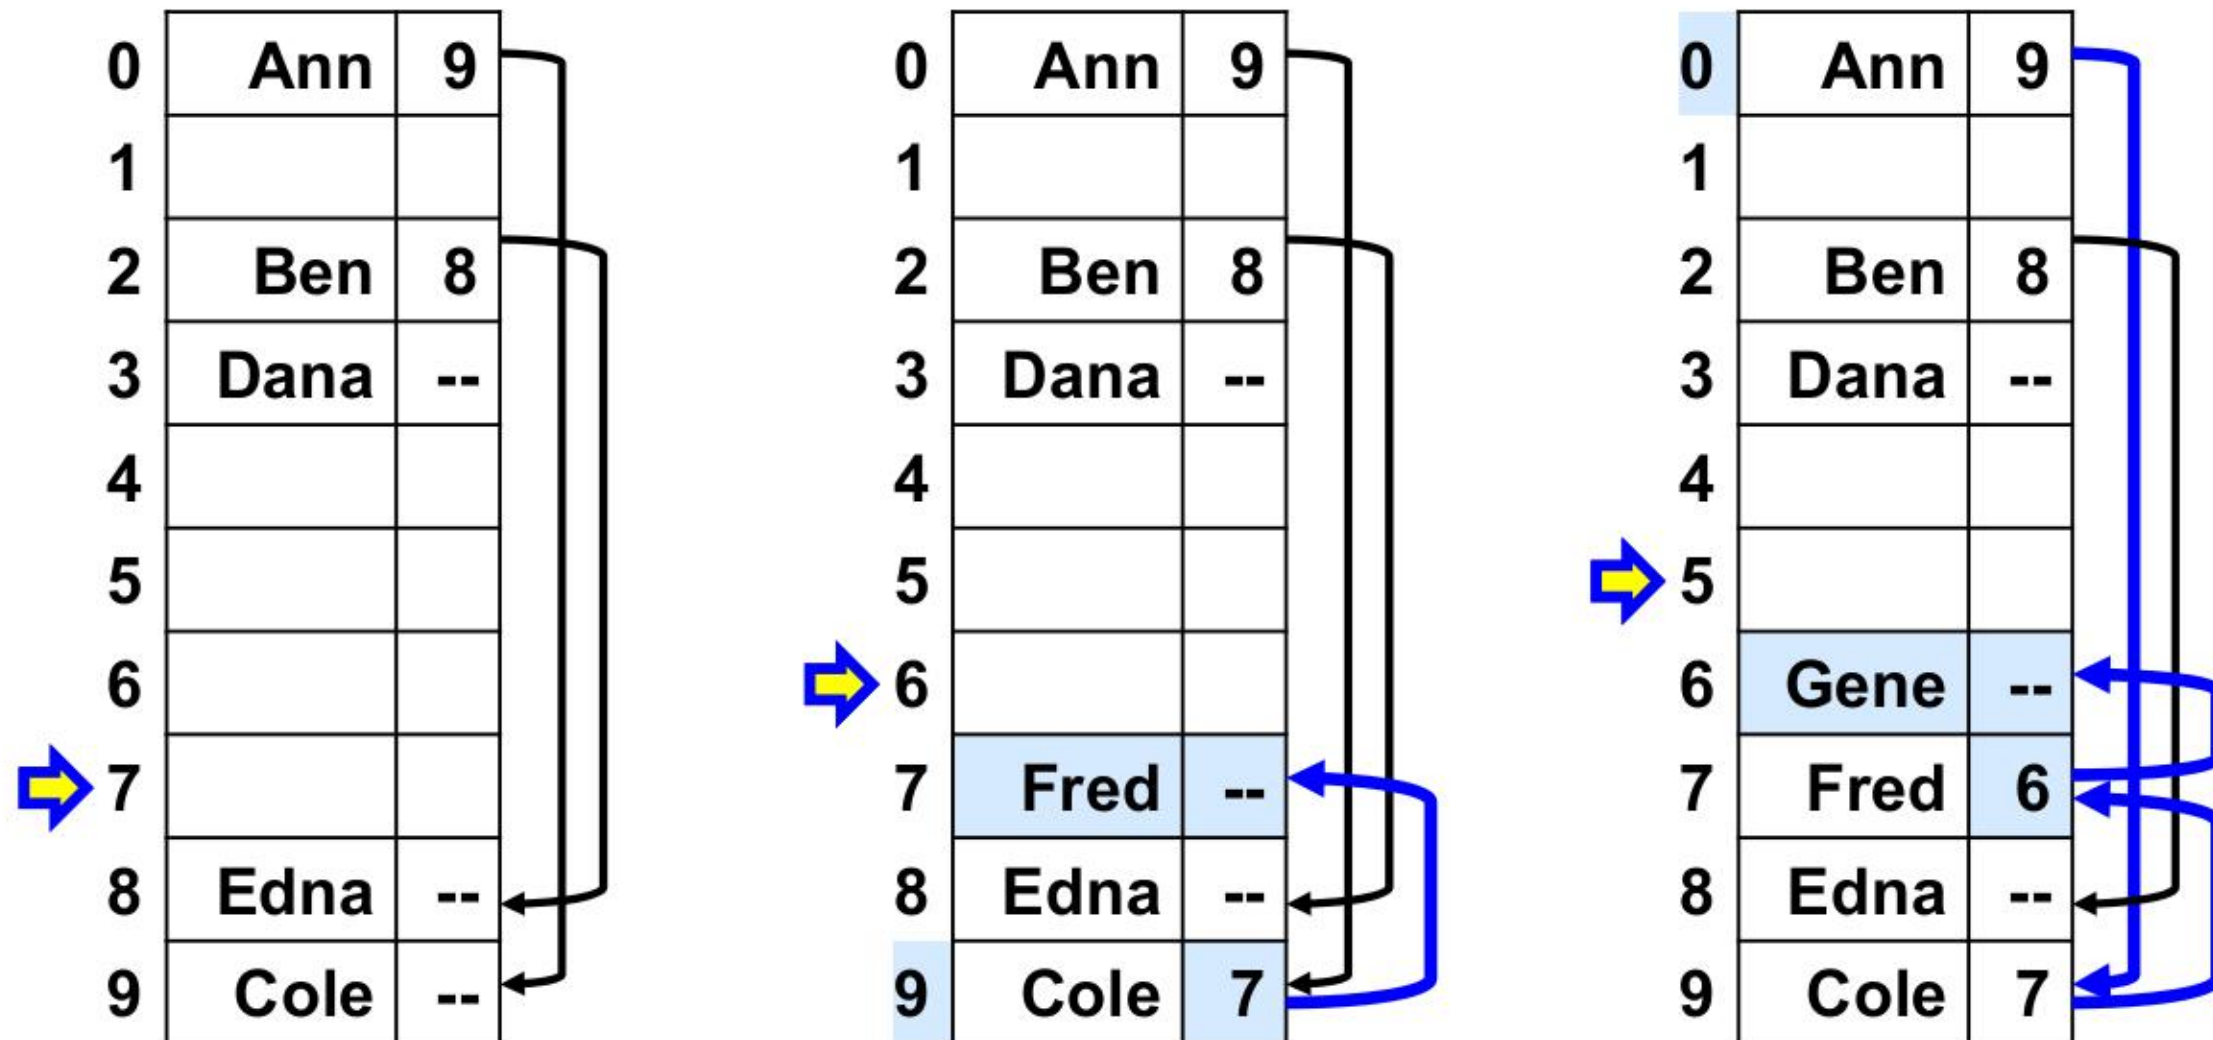 0 Ann 9
1
2 Ben 8
3 Dana --
4
5
6
7
8 Edna --
9 Cole --
0 Ann 9
1
2 Ben 8
3 Dana --
4
5
6
7 Fred --
8 Edna --
9 Cole 7
0 Ann 9
1
2 Ben 8
3 Dana --
4
5
6 Gene --
7 Fred 6
8 Edna --
9 Cole 7